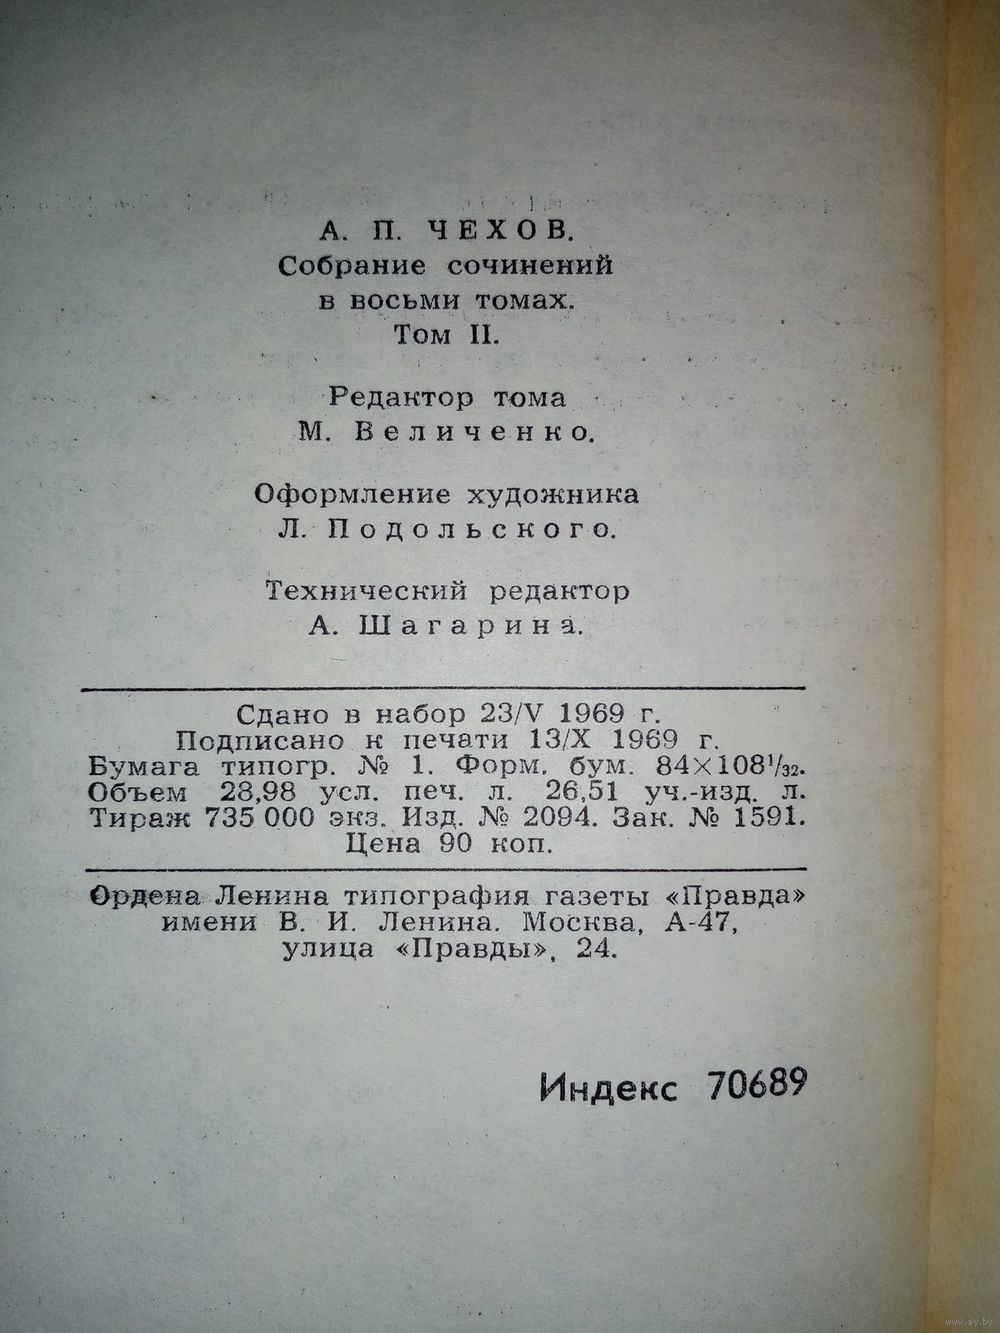 А. П. ЧЕХОВ.
Собрание сочинений
в восьми томах.
Том II.
Редактор тома
М. Величенко.
Оформление художника
Л. Подольского.
Технический редактор
А. Шагарина.
Сдано в набор 23/V 1969 г.
Подписано к печати 13/X 1969 г.
Бумага типогр. № 1. Форм. бум. 84×108¹/₃₂.
Объем 28,98 усл. печ. л. 26,51 уч.-изд. л.
Тираж 735 000 экз. Изд. № 2094. Зак. № 1591.
Цена 90 коп.
Ордена Ленина типография газеты «Правда»
имени В. И. Ленина. Москва, А-47,
улица «Правды», 24.
Индекс 70689
www.ay.by